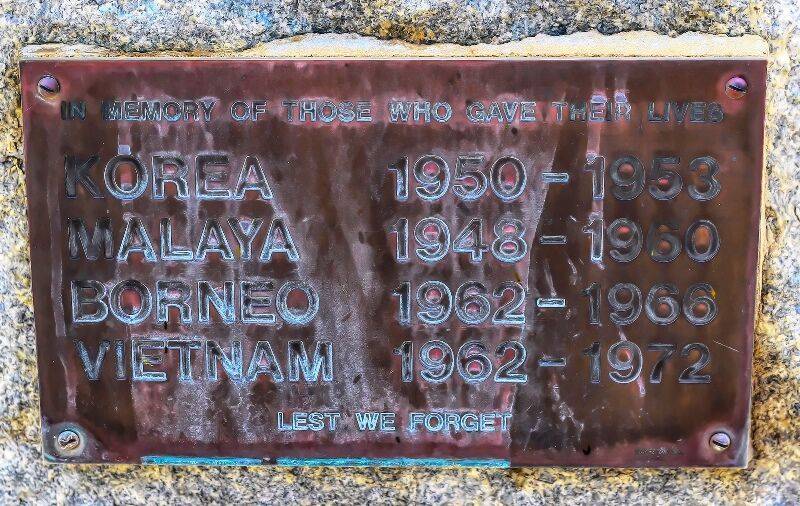 IN MEMORY OF THOSE WHO GAVE THEIR LIVES
KOREA 1950 - 1953
MALAYA 1948 - 1960
BORNEO 1962 - 1966
VIETNAM 1962 - 1972
LEST WE FORGET